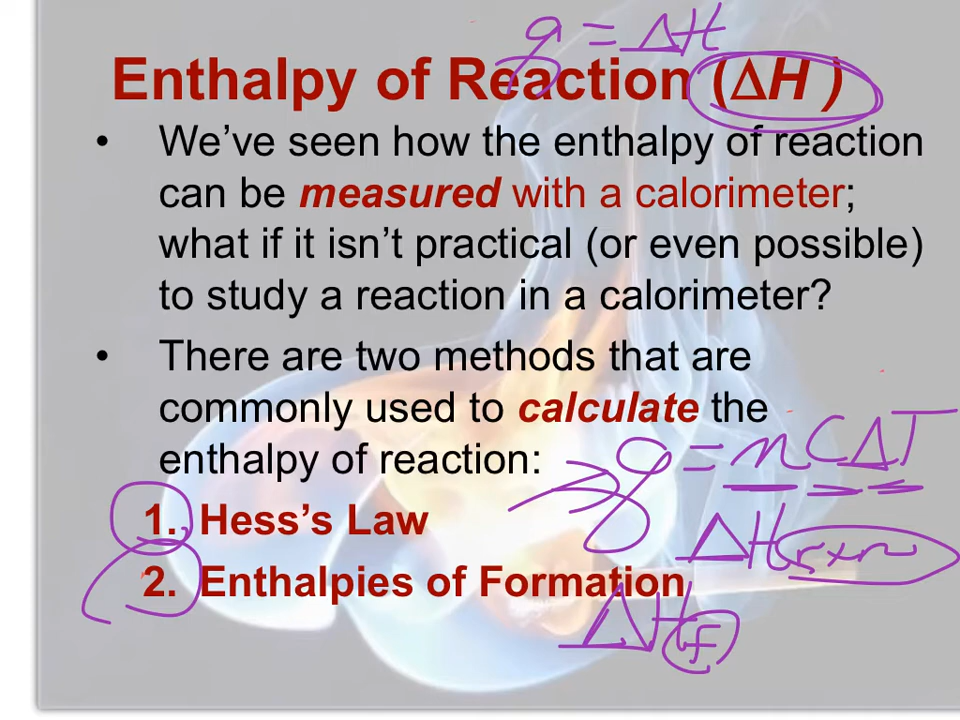 q = ΔH
Enthalpy of Reaction (ΔH )
• We’ve seen how the enthalpy of reaction
can be measured with a calorimeter;
what if it isn’t practical (or even possible)
to study a reaction in a calorimeter?
• There are two methods that are
commonly used to calculate the
enthalpy of reaction:
q = nCΔT
1. Hess’s Law
ΔHrxn
2. Enthalpies of Formation
ΔHf